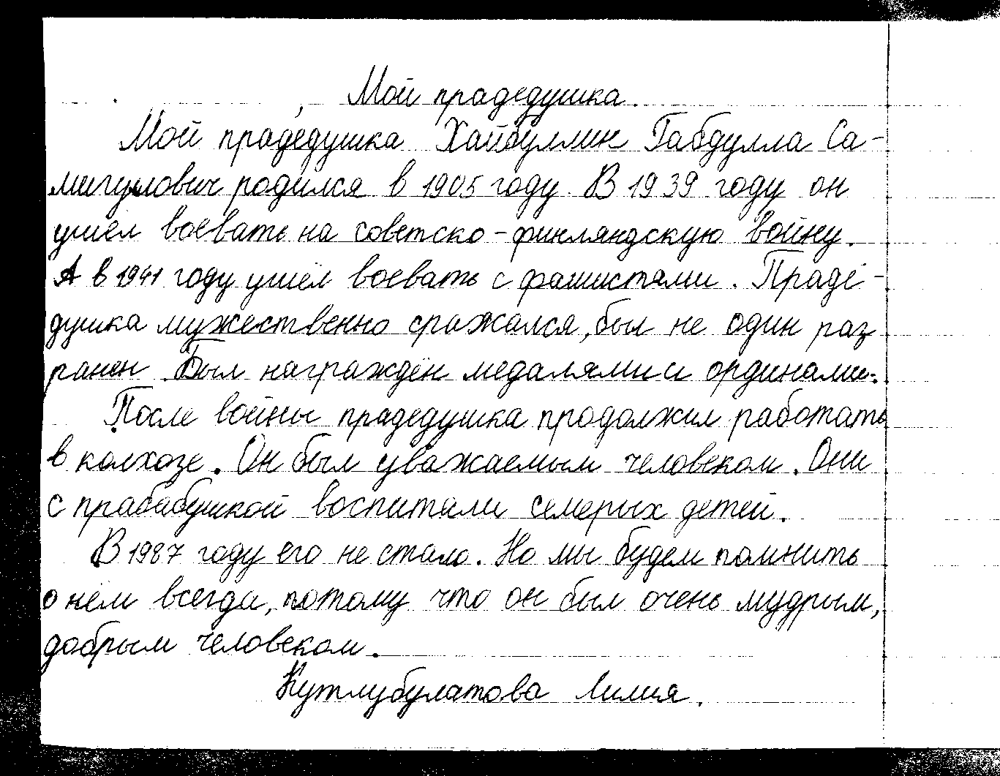 Мой прадедушка.
Мой прадедушка Хайбуллин Габдулла Са-
мигулович родился в 1905 году. В 1939 году он
ушёл воевать на советско-финляндскую войну.
А в 1941 году ушёл воевать с фашистами. Праде-
душка мужественно сражался, был не один раз
ранен. Был награждён медалями и ординами.
После войны прадедушка продолжил работать
в колхозе. Он был уважаемым человеком. Они
с прабабушкой воспитали семерых детей.
В 1987 году его не стало. Но мы будем помнить
о нём всегда, потому что он был очень мудрым,
добрым человеком.
Кутлубулатова Лилия.